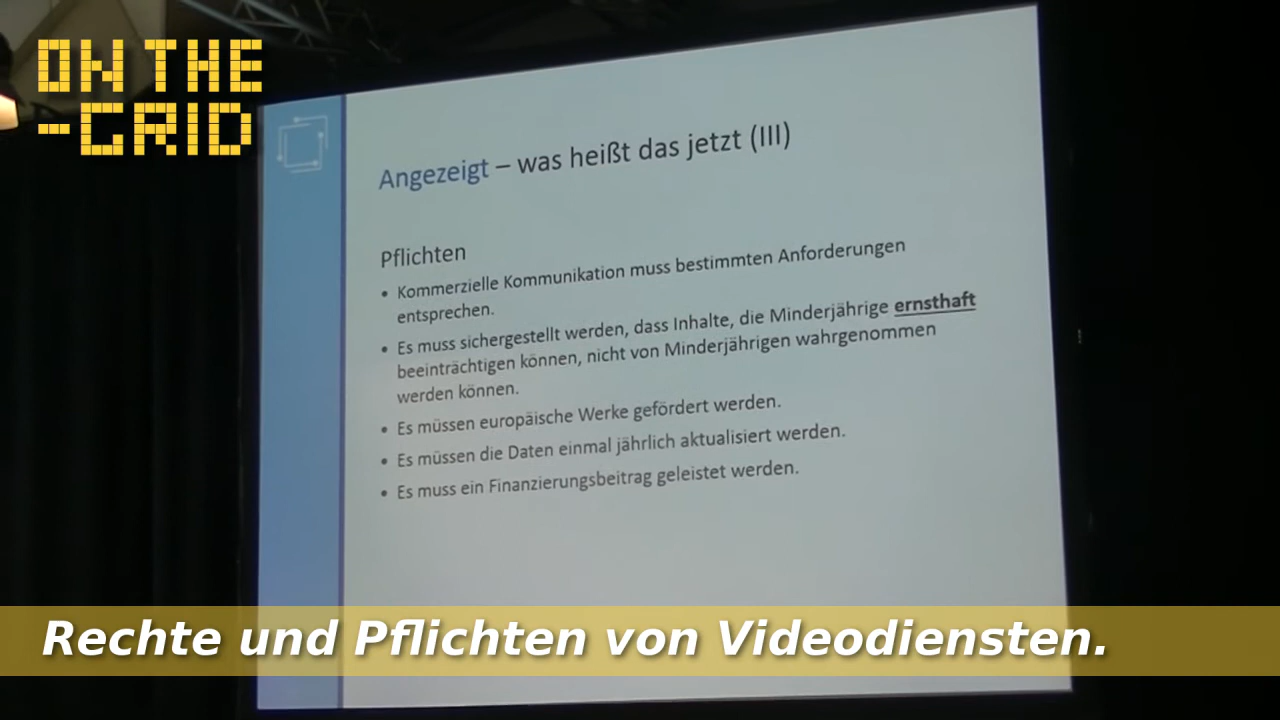 ON THE
-GRID
Angezeigt – was heißt das jetzt (III)
Pflichten
• Kommerzielle Kommunikation muss bestimmten Anforderungen
entsprechen.
• Es muss sichergestellt werden, dass Inhalte, die Minderjährige ernsthaft
beeinträchtigen können, nicht von Minderjährigen wahrgenommen
werden können.
• Es müssen europäische Werke gefördert werden.
• Es müssen die Daten einmal jährlich aktualisiert werden.
• Es muss ein Finanzierungsbeitrag geleistet werden.
Rechte und Pflichten von Videodiensten.